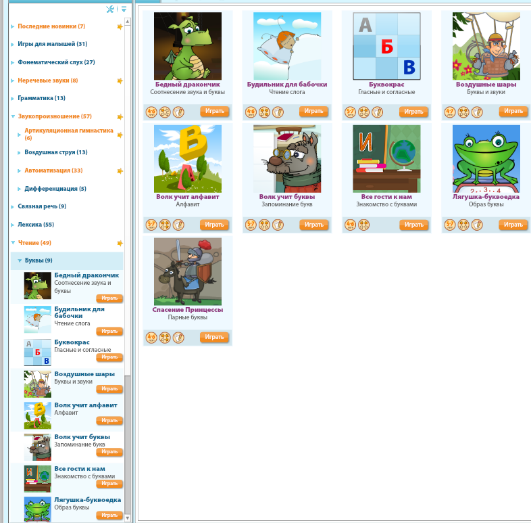 Последние новинки (7)
Игры для малышей (31)
Фонематический слух (27)
Неречевые звуки (8)
Грамматика (13)
Звукопроизношение (57)
Артикуляционная гимнастика
Воздушная струя (13)
Автоматизация (33)
Дифференциация (5)
Связная речь (9)
Лексика (55)
Чтение (49)
Буквы (9)
Бедный дракончик
Соотнесение звука и
буквы
Играть
Будильник для
бабочки
Чтение слога
Играть
Буквокрас
Гласные и согласные
Играть
Воздушные шары
Буквы и звуки
Играть
Волк учит алфавит
Алфавит
Играть
Волк учит буквы
Запоминание букв
Играть
Все гости к нам
Знакомство с буквами
Играть
Лягушка-буквоедка
Образ буквы
Играть
Бедный дракончик
Соотнесение звука и буквы
Играть
Будильник для бабочки
Чтение слога
Играть
А
Б
В
Буквокрас
Гласные и согласные
Играть
Воздушные шары
Буквы и звуки
Играть
Волк учит алфавит
Алфавит
Играть
Волк учит буквы
Запоминание букв
Играть
И
Все гости к нам
Знакомство с буквами
Играть
Лягушка-буквоедка
Образ буквы
Играть
Спасение Принцессы
Парные буквы
Играть